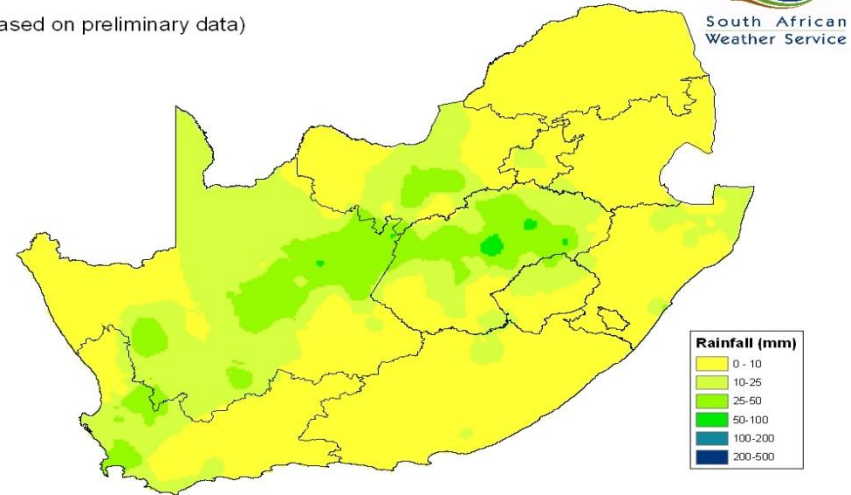 ased on preliminary data)
South African
Weather Service
Rainfall (mm)
0 - 10
10-25
25-50
50-100
100-200
200-500